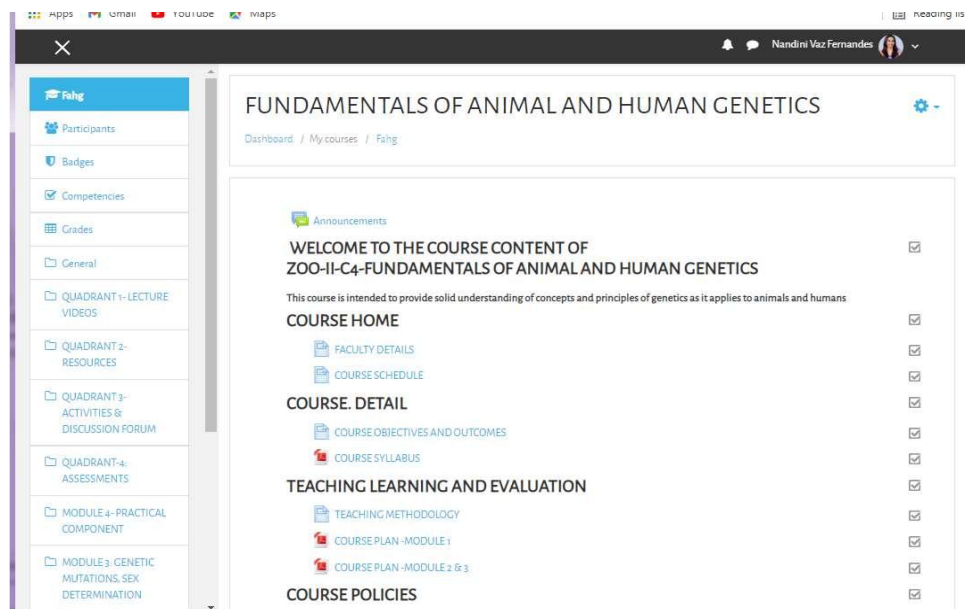 Apps Gmail YouTube Maps Reading lis
Nandini Vaz Fernandes
Fahg
Participants
Badges
Competencies
Grades
General
QUADRANT 1- LECTURE
VIDEOS
QUADRANT 2-
RESOURCES
QUADRANT 3-
ACTIVITIES &
DISCUSSION FORUM
QUADRANT-4:
ASSESSMENTS
MODULE 4- PRACTICAL
COMPONENT
MODULE 3: GENETIC
MUTATIONS, SEX
DETERMINATION
FUNDAMENTALS OF ANIMAL AND HUMAN GENETICS
Dashboard / My courses / Fahg
Announcements
WELCOME TO THE COURSE CONTENT OF
ZOO-II-C4-FUNDAMENTALS OF ANIMAL AND HUMAN GENETICS
This course is intended to provide solid understanding of concepts and principles of genetics as it applies to animals and humans
COURSE HOME
FACULTY DETAILS
COURSE SCHEDULE
COURSE. DETAIL
COURSE OBJECTIVES AND OUTCOMES
COURSE SYLLABUS
TEACHING LEARNING AND EVALUATION
TEACHING METHODOLOGY
COURSE PLAN -MODULE 1
COURSE PLAN -MODULE 2 & 3
COURSE POLICIES